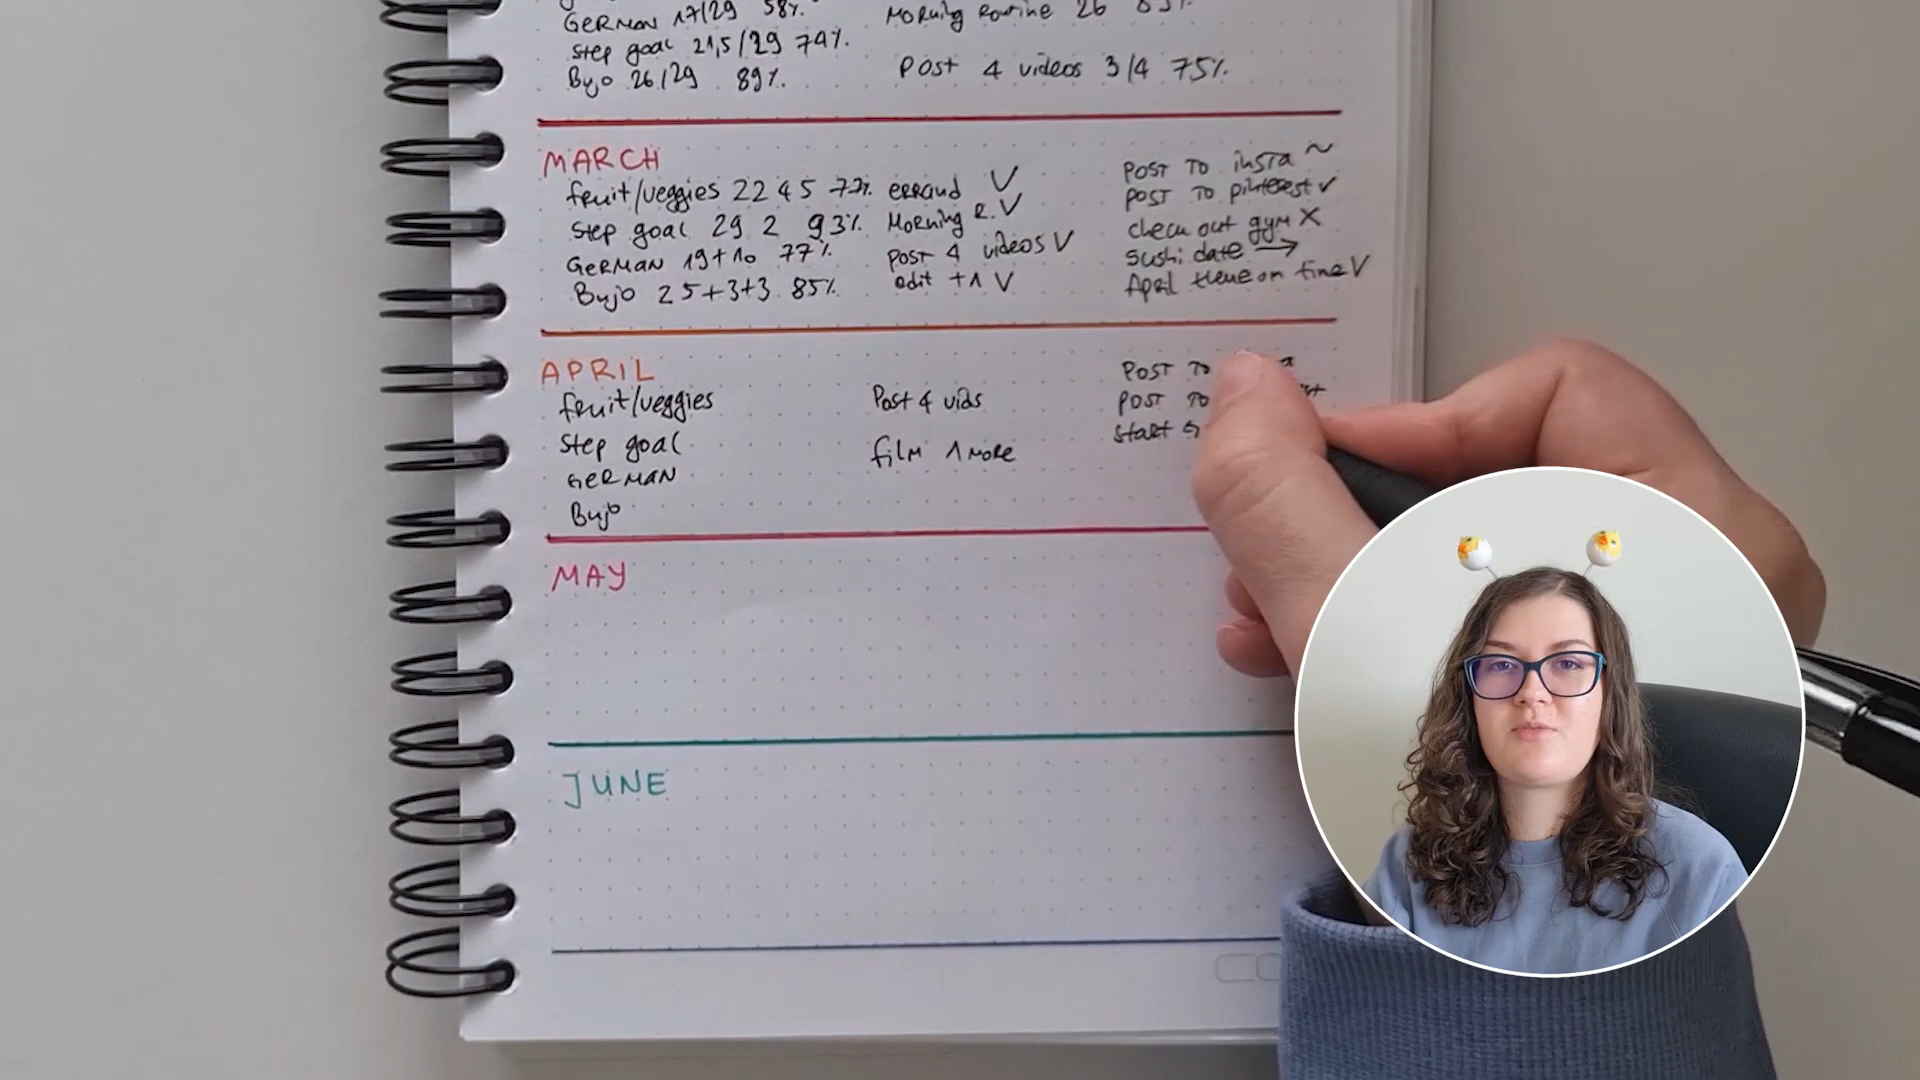 GERMAN 17/29 58%.
step goal 21,5/29 74%.
Bujo 26/29 89%.
Morning Routine 26
Post 4 videos 3/4 75%.
MARCH
fruit/veggies 22 4 5 77%.
step goal 29 2 93%.
GERMAN 19+10 77%
Bujo 25+3+3 85%.
errand V
Morning R. V
post 4 videos V
edit +1 V
POST TO insta ~
POST TO pinterest ✓
check out gym X
sushi date →
April theme on time V
APRIL
fruit/veggies
step goal
GERMAN
Bujo
Post 4 vids
film 1 more
POST TO
POST TO
start
MAY
JUNE